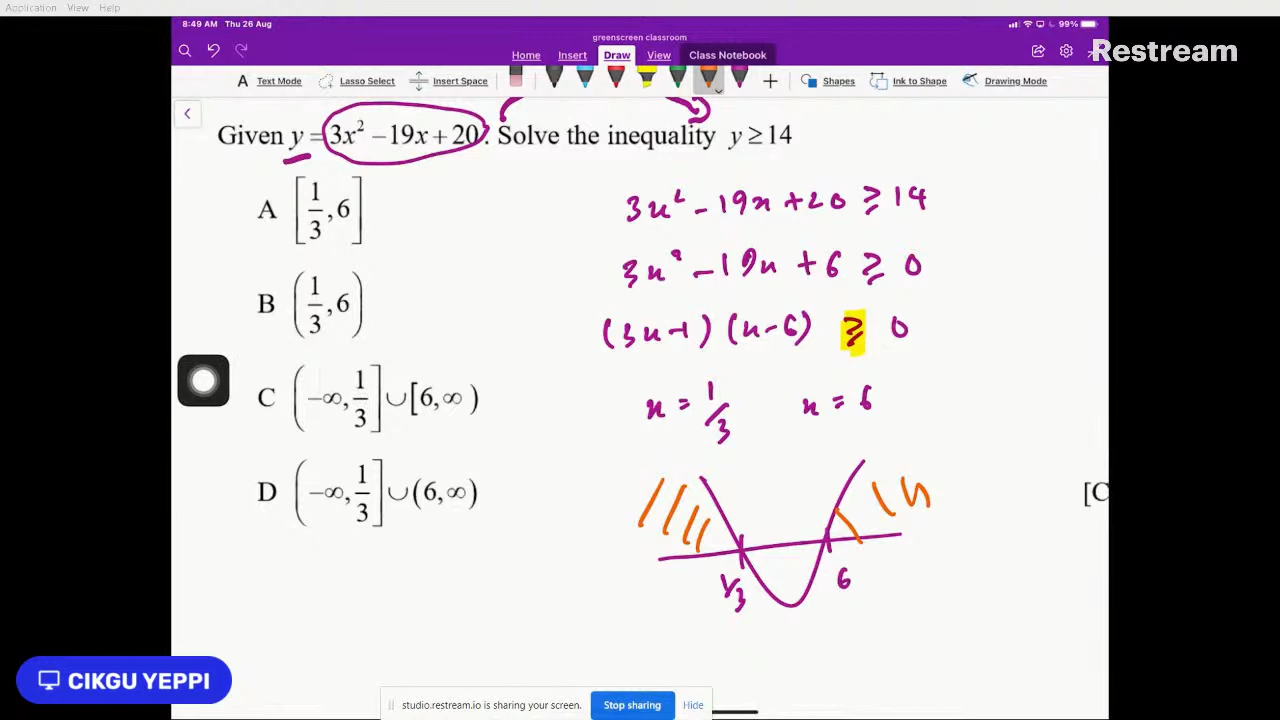 Application View Help
8:49 AM Thu 26 Aug
99%
greenscreen classroom
Restream
Home Insert Draw View Class Notebook
A Text Mode Lasso Select Insert Space + Shapes Ink to Shape Drawing Mode
Given y = 3x² − 19x + 20. Solve the inequality y ≥ 14
A [1/3, 6]
B (1/3, 6)
C (−∞, 1/3] ∪ [6, ∞)
D (−∞, 1/3] ∪ (6, ∞)
3x² − 19x + 20 ≥ 14
3x² − 19x + 6 ≥ 0
(3x−1)(x−6) ≥ 0
x = 1/3 x = 6
1/3 6
[C
CIKGU YEPPI
studio.restream.io is sharing your screen. Stop sharing Hide